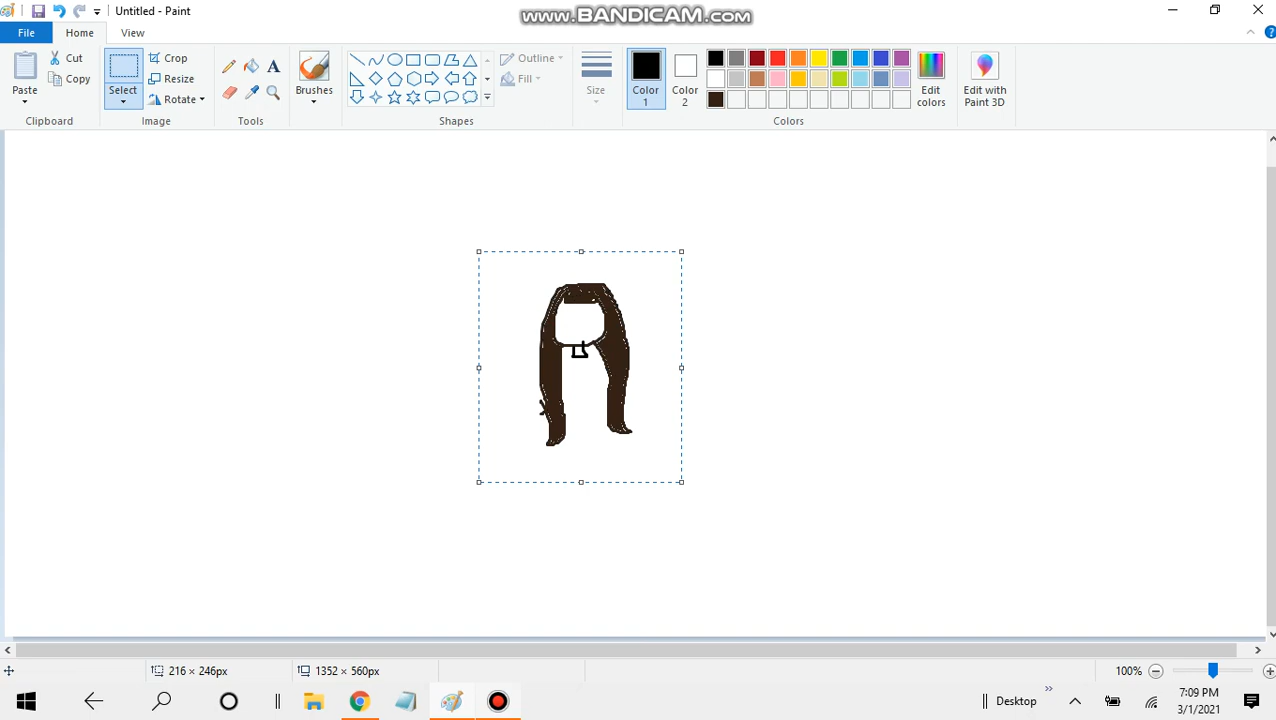 Untitled - Paint
www.BANDICAM.com
File
Home
View
Paste
Cut
Copy
Clipboard
Select
Crop
Resize
Rotate
Image
A
Tools
Brushes
Shapes
Outline
Fill
Size
Color
1
Color
2
Edit
colors
Colors
Edit with
Paint 3D
216 × 246px
1352 × 560px
100%
Desktop
7:09 PM
3/1/2021